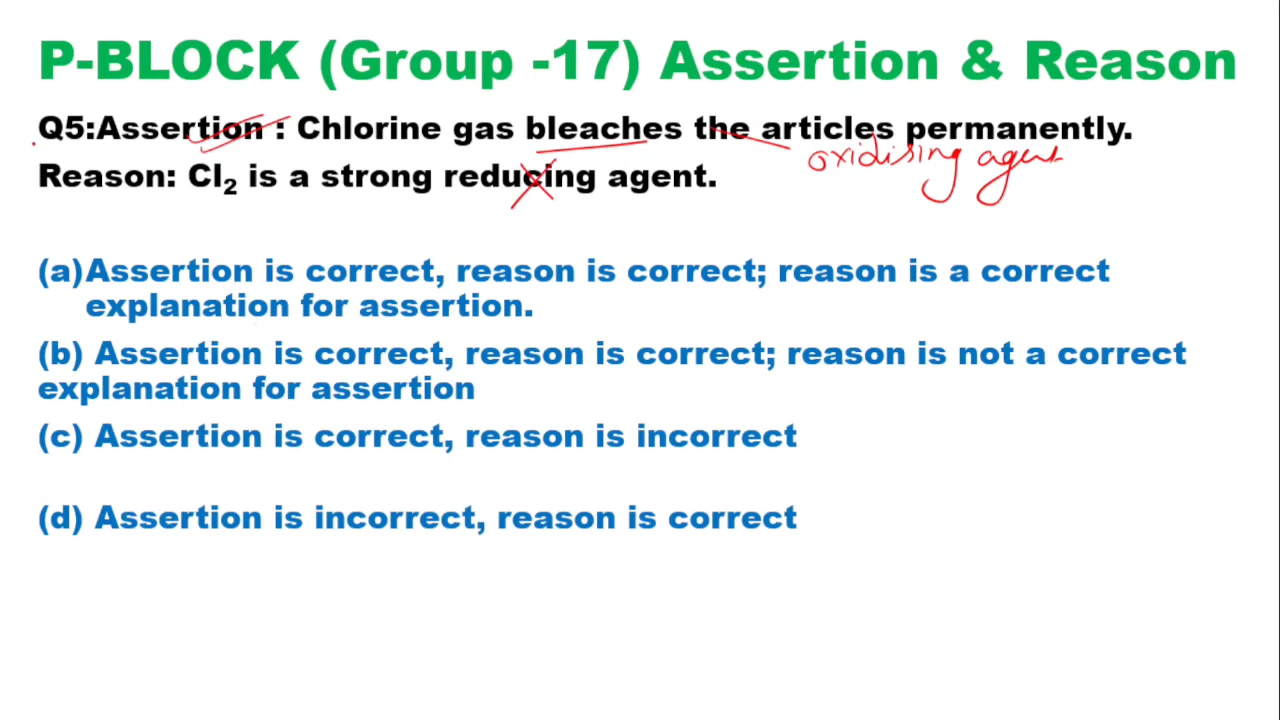 P-BLOCK (Group -17) Assertion & Reason
Q5:Assertion : Chlorine gas bleaches the articles permanently.
oxidising agent
Reason: Cl₂ is a strong reducing agent.
(a)Assertion is correct, reason is correct; reason is a correct
explanation for assertion.
(b) Assertion is correct, reason is correct; reason is not a correct
explanation for assertion
(c) Assertion is correct, reason is incorrect
(d) Assertion is incorrect, reason is correct